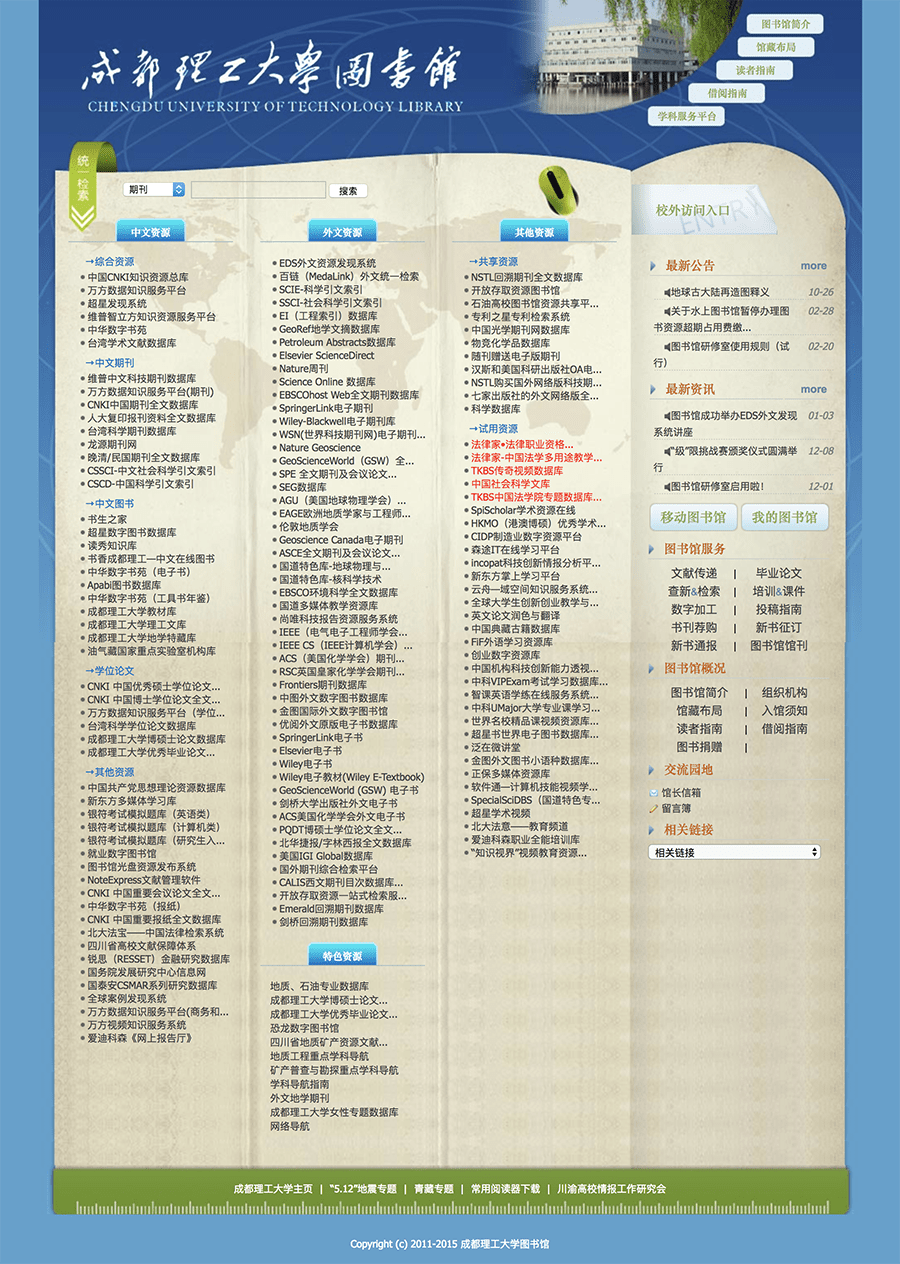 成都理工大學圖書館
CHENGDU UNIVERSITY OF TECHNOLOGY LIBRARY
图书馆简介
馆藏布局
读者指南
借阅指南
学科服务平台
统一检索
期刊
搜索
中文资源
→综合资源
中国CNKI知识资源总库
万方数据知识服务平台
超星发现系统
维普智立方知识资源服务平台
中华数字书苑
台湾学术文献数据库
→中文期刊
维普中文科技期刊数据库
万方数据知识服务平台(期刊)
CNKI中国期刊全文数据库
人大复印报刊资料全文数据库
台湾科学期刊数据库
龙源期刊网
晚清/民国期刊全文数据库
CSSCI-中文社会科学引文索引
CSCD-中国科学引文索引
→中文图书
书生之家
超星数字图书数据库
读秀知识库
书香成都理工—中文在线图书
中华数字书苑（电子书）
Apabi图书数据库
中华数字书苑（工具书年鉴）
成都理工大学教材库
成都理工大学理工文库
成都理工大学地学特藏库
油气藏国家重点实验室机构库
→学位论文
CNKI 中国优秀硕士学位论文...
CNKI 中国博士学位论文全文...
万方数据知识服务平台（学位...
台湾科学学位论文数据库
成都理工大学博硕士论文数据库
成都理工大学优秀毕业论文...
→其他资源
中国共产党思想理论资源数据库
新东方多媒体学习库
银符考试模拟题库（英语类）
银符考试模拟题库（计算机类）
银符考试模拟题库（研究生入...
就业数字图书馆
图书馆光盘资源发布系统
NoteExpress文献管理软件
CNKI 中国重要会议论文全文...
中华数字书苑（报纸）
CNKI 中国重要报纸全文数据库
北大法宝——中国法律检索系统
四川省高校文献保障体系
锐思（RESSET）金融研究数据库
国务院发展研究中心信息网
国泰安CSMAR系列研究数据库
全球案例发现系统
万方数据知识服务平台(商务和...
万方视频知识服务系统
爱迪科森《网上报告厅》
外文资源
EDS外文资源发现系统
百链（MedaLink）外文统一检索
SCIE-科学引文索引
SSCI-社会科学引文索引
EI（工程索引）数据库
GeoRef地学文摘数据库
Petroleum Abstracts数据库
Elsevier ScienceDirect
Nature周刊
Science Online 数据库
EBSCOhost Web全文期刊数据库
SpringerLink电子期刊
Wiley-Blackwell电子期刊库
WSN(世界科技期刊网)电子期刊...
Nature Geoscience
GeoScienceWorld（GSW）全...
SPE 全文期刊及会议论文...
SEG数据库
AGU（美国地球物理学会）...
EAGE欧洲地质学家与工程师...
伦敦地质学会
Geoscience Canada电子期刊
ASCE全文期刊及会议论文...
国道特色库-地球物理与...
国道特色库-核科学技术
EBSCO环境科学全文数据库
国道多媒体教学资源库
尚唯科技报告资源服务系统
IEEE（电气电子工程师学会...
IEEE CS（IEEE计算机学会）...
ACS（美国化学学会）期刊...
RSC英国皇家化学学会期刊...
Frontiers期刊数据库
中图外文数字图书数据库
金图国际外文数字图书馆
优阅外文原版电子书数据库
SpringerLink电子书
Elsevier电子书
Wiley电子书
Wiley电子教材(Wiley E-Textbook)
GeoScienceWorld (GSW) 电子书
剑桥大学出版社外文电子书
ACS美国化学学会外文电子书
PQDT博硕士学位论文全文...
北华捷报/字林西报全文数据库
美国IGI Global数据库
国外期刊综合检索平台
CALIS西文期刊目次数据库...
开放存取资源一站式检索服...
Emerald回溯期刊数据库
剑桥回溯期刊数据库
特色资源
地质、石油专业数据库
成都理工大学博硕士论文...
成都理工大学优秀毕业论文...
恐龙数字图书馆
四川省地质矿产资源文献...
地质工程重点学科导航
矿产普查与勘探重点学科导航
学科导航指南
外文地学期刊
成都理工大学女性专题数据库
网络导航
其他资源
→共享资源
NSTL回溯期刊全文数据库
开放存取资源图书馆
石油高校图书馆资源共享平...
专利之星专利检索系统
中国光学期刊网数据库
物竞化学品数据库
随刊赠送电子版期刊
汉斯和美国科研出版社OA电...
NSTL购买国外网络版科技期...
七家出版社的外文网络版全...
科学数据库
→试用资源
法律家•法律职业资格...
法律家-中国法学多用途教学...
TKBS传奇视频数据库
中国社会科学文库
TKBS中国法学院专题数据库...
SpiScholar学术资源在线
HKMO（港澳博硕）优秀学术...
CIDP制造业数字资源平台
森途IT在线学习平台
incopat科技创新情报分析平...
新东方掌上学习平台
云舟—域空间知识服务系统...
全球大学生创新创业教学与...
英文论文润色与翻译
中国典藏古籍数据库
FiF外语学习资源库
创业数字资源库
中国机构科技创新能力透视...
中科VIPExam考试学习数据库...
智课英语学练在线服务系统...
中科UMajor大学专业课学习...
世界名校精品课视频资源库...
超星书世界电子图书数据库...
泛在微讲堂
金图外文图书小语种数据库...
正保多媒体资源库
软件通—计算机技能视频学...
SpecialSciDBS（国道特色专...
超星学术视频
北大法意——教育频道
爱迪科森职业全能培训库
“知识视界”视频教育资源...
校外访问入口
ENTRY
最新公告 more
地球古大陆再造图释义 10-26
关于水上图书馆暂停办理图 02-28
书资源超期占用费缴...
图书馆研修室使用规则（试 02-20
行）
最新资讯 more
图书馆成功举办EDS外文发现 01-03
系统讲座
“级”限挑战赛颁奖仪式圆满举 12-08
行
图书馆研修室启用啦！ 12-01
移动图书馆 我的图书馆
图书馆服务
文献传递 | 毕业论文
查新&检索 | 培训&课件
数字加工 | 投稿指南
书刊荐购 | 新书征订
新书通报 | 图书馆馆刊
图书馆概况
图书馆简介 | 组织机构
馆藏布局 | 入馆须知
读者指南 | 借阅指南
图书捐赠 |
交流园地
馆长信箱
留言簿
相关链接
相关链接
成都理工大学主页 | “5.12”地震专题 | 青藏专题 | 常用阅读器下载 | 川渝高校情报工作研究会
Copyright (c) 2011-2015 成都理工大学图书馆